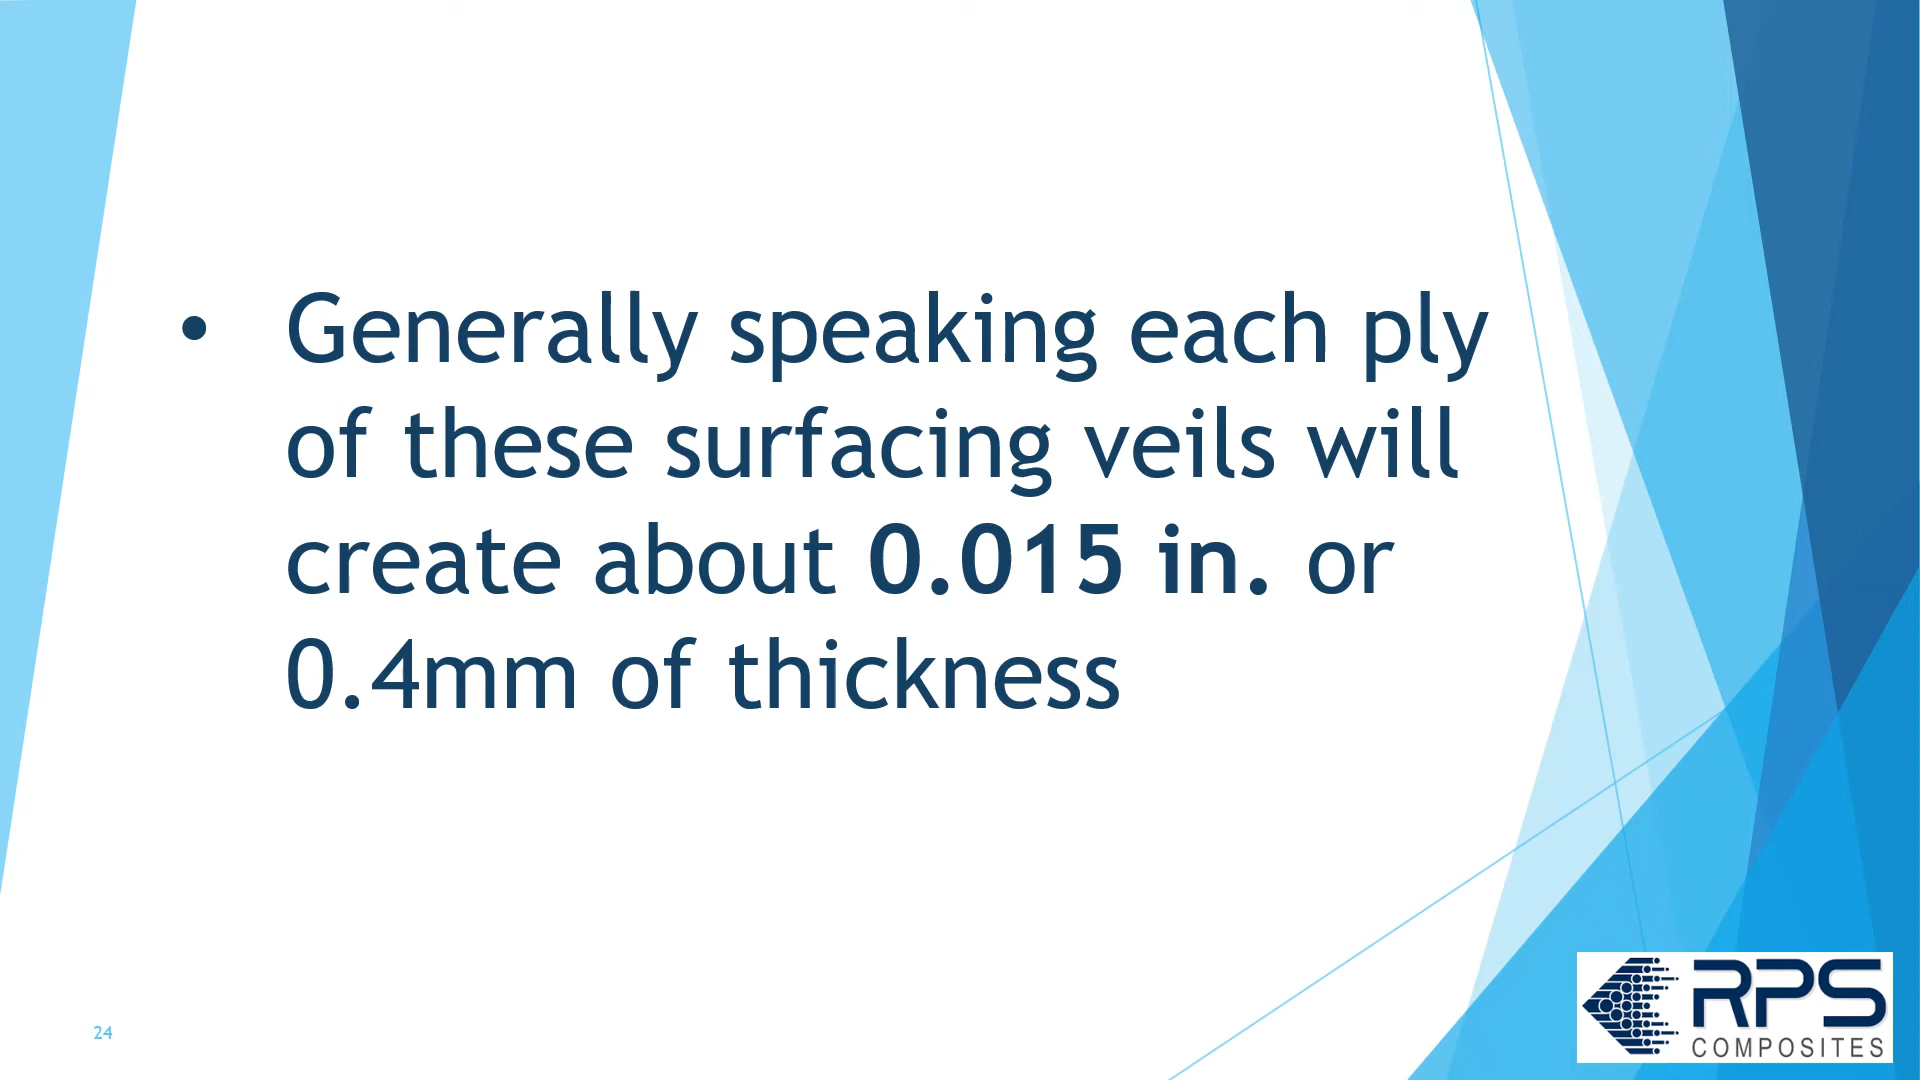 • Generally speaking each ply
of these surfacing veils will
create about 0.015 in. or
0.4mm of thickness
24
RPS
COMPOSITES